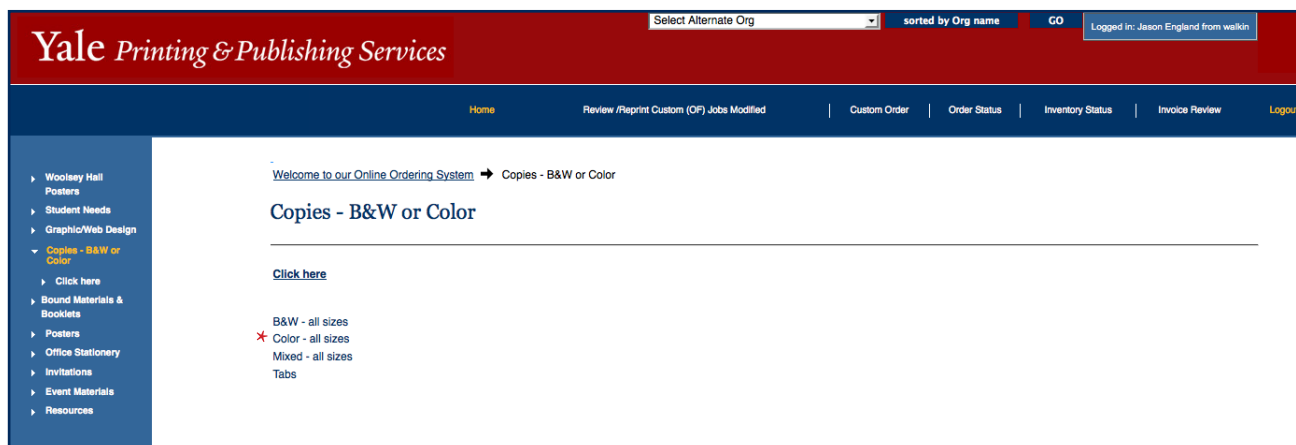 Select Alternate Org
sorted by Org name
GO
Logged in: Jason England from walkin
Yale Printing & Publishing Services
Home
Review /Reprint Custom (OF) Jobs Modified
Custom Order
Order Status
Inventory Status
Invoice Review
Logout
Woolsey Hall
Posters
Student Needs
Graphic/Web Design
Copies - B&W or
Color
Click here
Bound Materials &
Booklets
Posters
Office Stationery
Invitations
Event Materials
Resources
Welcome to our Online Ordering System → Copies - B&W or Color
Copies - B&W or Color
Click here
B&W - all sizes
Color - all sizes
Mixed - all sizes
Tabs